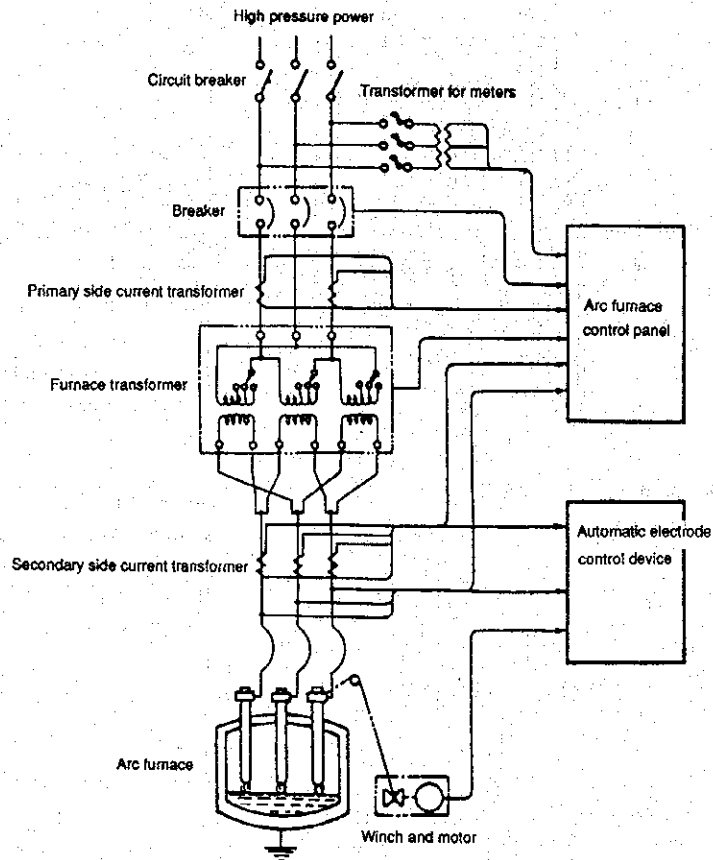 High pressure power
Circuit breaker
Transformer for meters
Breaker
Primary side current transformer
Arc furnace
control panel
Furnace transformer
Automatic electrode
control device
Secondary side current transformer
Arc furnace
Winch and motor